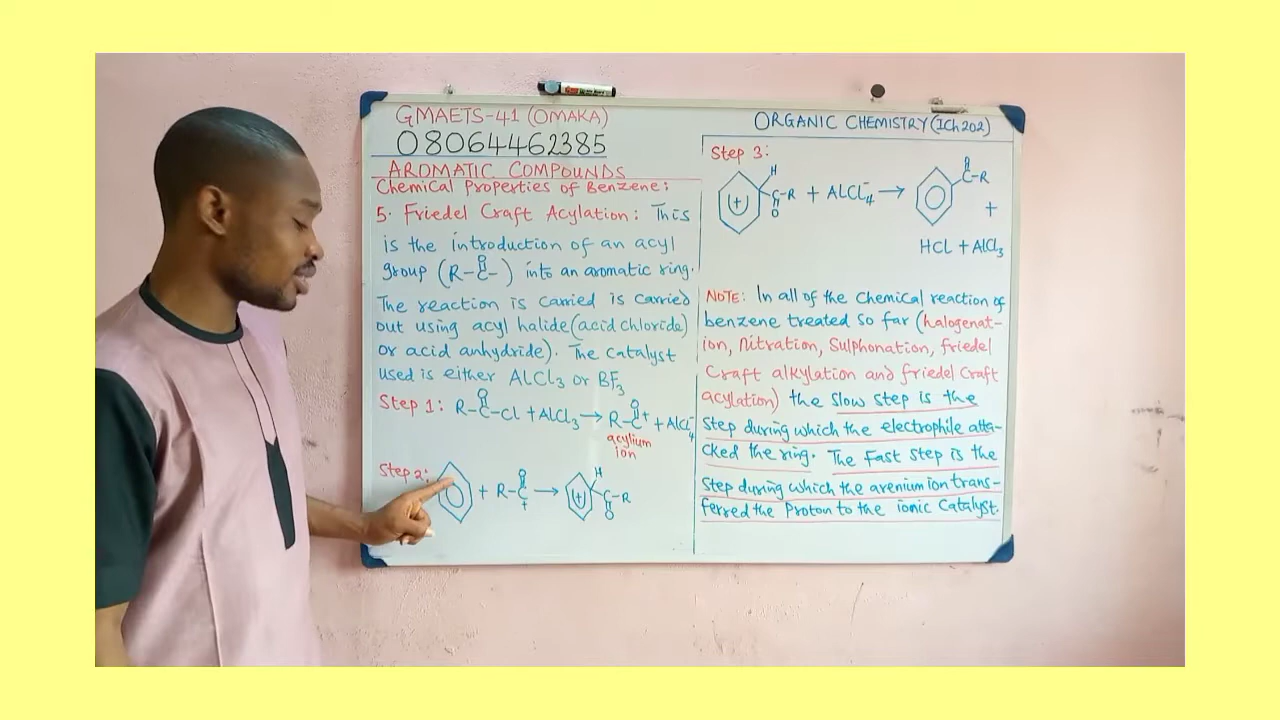 GMAETS-41 (OMAKA)
08064462385
AROMATIC COMPOUNDS
Chemical Properties of Benzene:
5. Friedel Craft Acylation: This
is the introduction of an acyl
group (R-C-) into an aromatic ring.
O
The reaction is carried is carried
out using acyl halide (acid chloride)
or acid anhydride). The catalyst
used is either AlCl3 or BF3
Step 1: R-C-Cl + AlCl3 → R-C+ + AlCl4-
O O
acylium
ion
Step 2: + R-C → C-R
O + + H O
ORGANIC CHEMISTRY (ICh202)
Step 3:
H O
+ C-R + ALCL4- → C-R
O +
HCl + AlCl3
NOTE: In all of the chemical reaction of
benzene treated so far (halogenat-
ion, Nitration, Sulphonation, friedel
Craft alkylation and friedel Craft
acylation) the slow step is the
step during which the electrophile atta-
cked the ring. The fast step is the
step during which the arenium ion trans-
ferred the Proton to the ionic Catalyst.